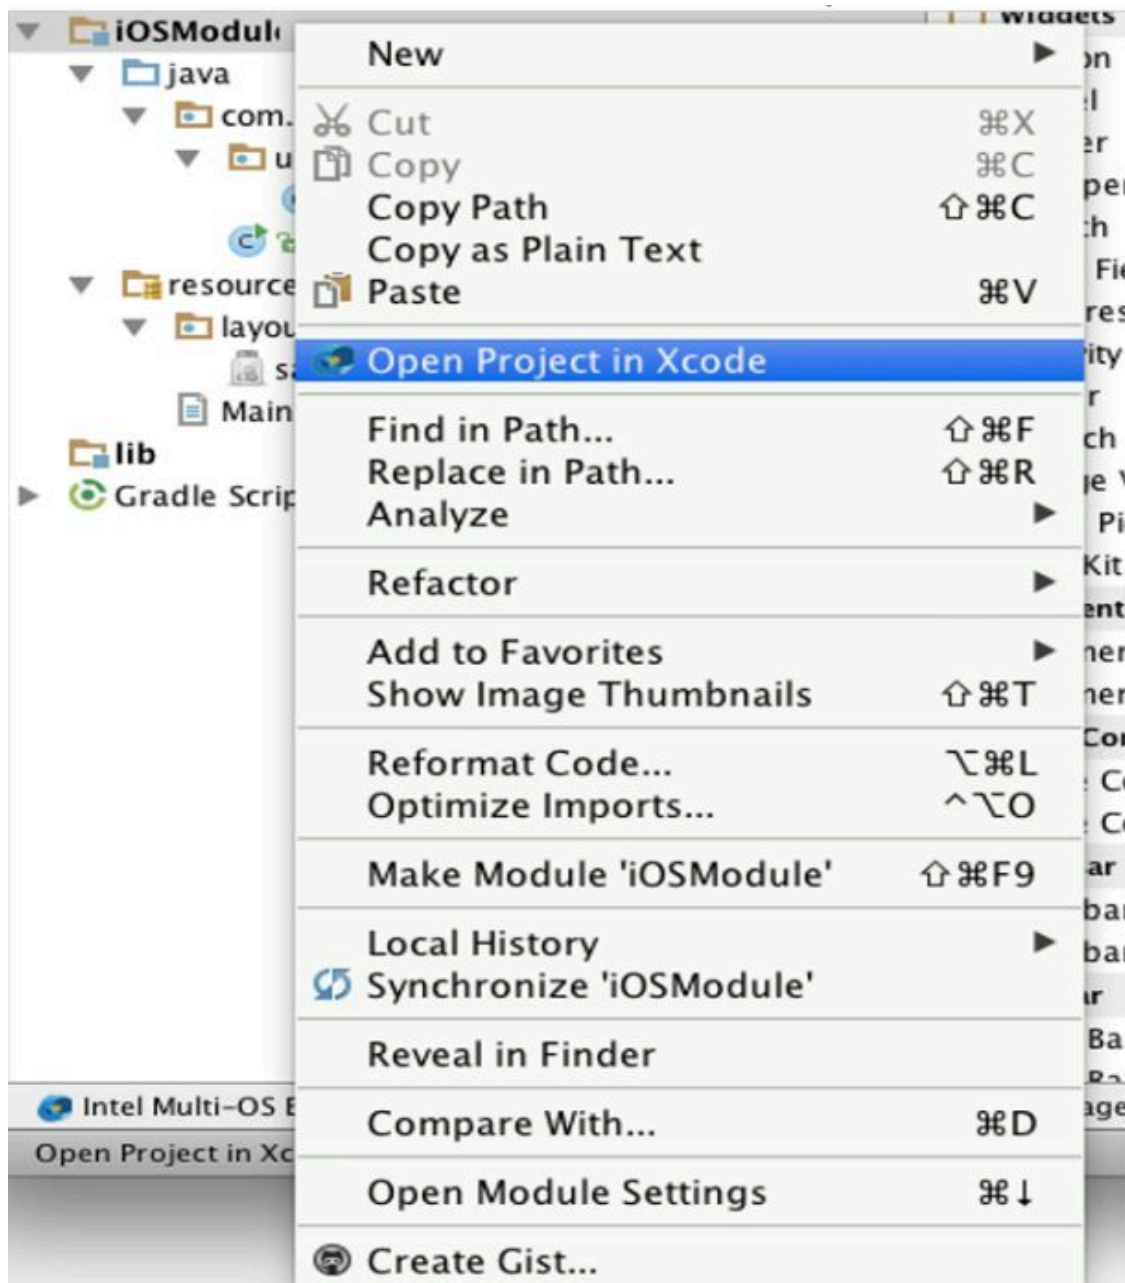 iOSModul
java
com.
u
resource
layou
Main
lib
Gradle Scrip
New
Cut ⌘X
Copy ⌘C
Copy Path ⇧⌘C
Copy as Plain Text
Paste ⌘V
Open Project in Xcode
Find in Path... ⇧⌘F
Replace in Path... ⇧⌘R
Analyze
Refactor
Add to Favorites
Show Image Thumbnails ⇧⌘T
Reformat Code... ⌥⌘L
Optimize Imports... ^⌥O
Make Module 'iOSModule' ⇧⌘F9
Local History
Synchronize 'iOSModule'
Reveal in Finder
Compare With... ⌘D
Open Module Settings ⌘↓
Create Gist...
Widgets
Kit
Intel Multi-OS E
Open Project in Xc